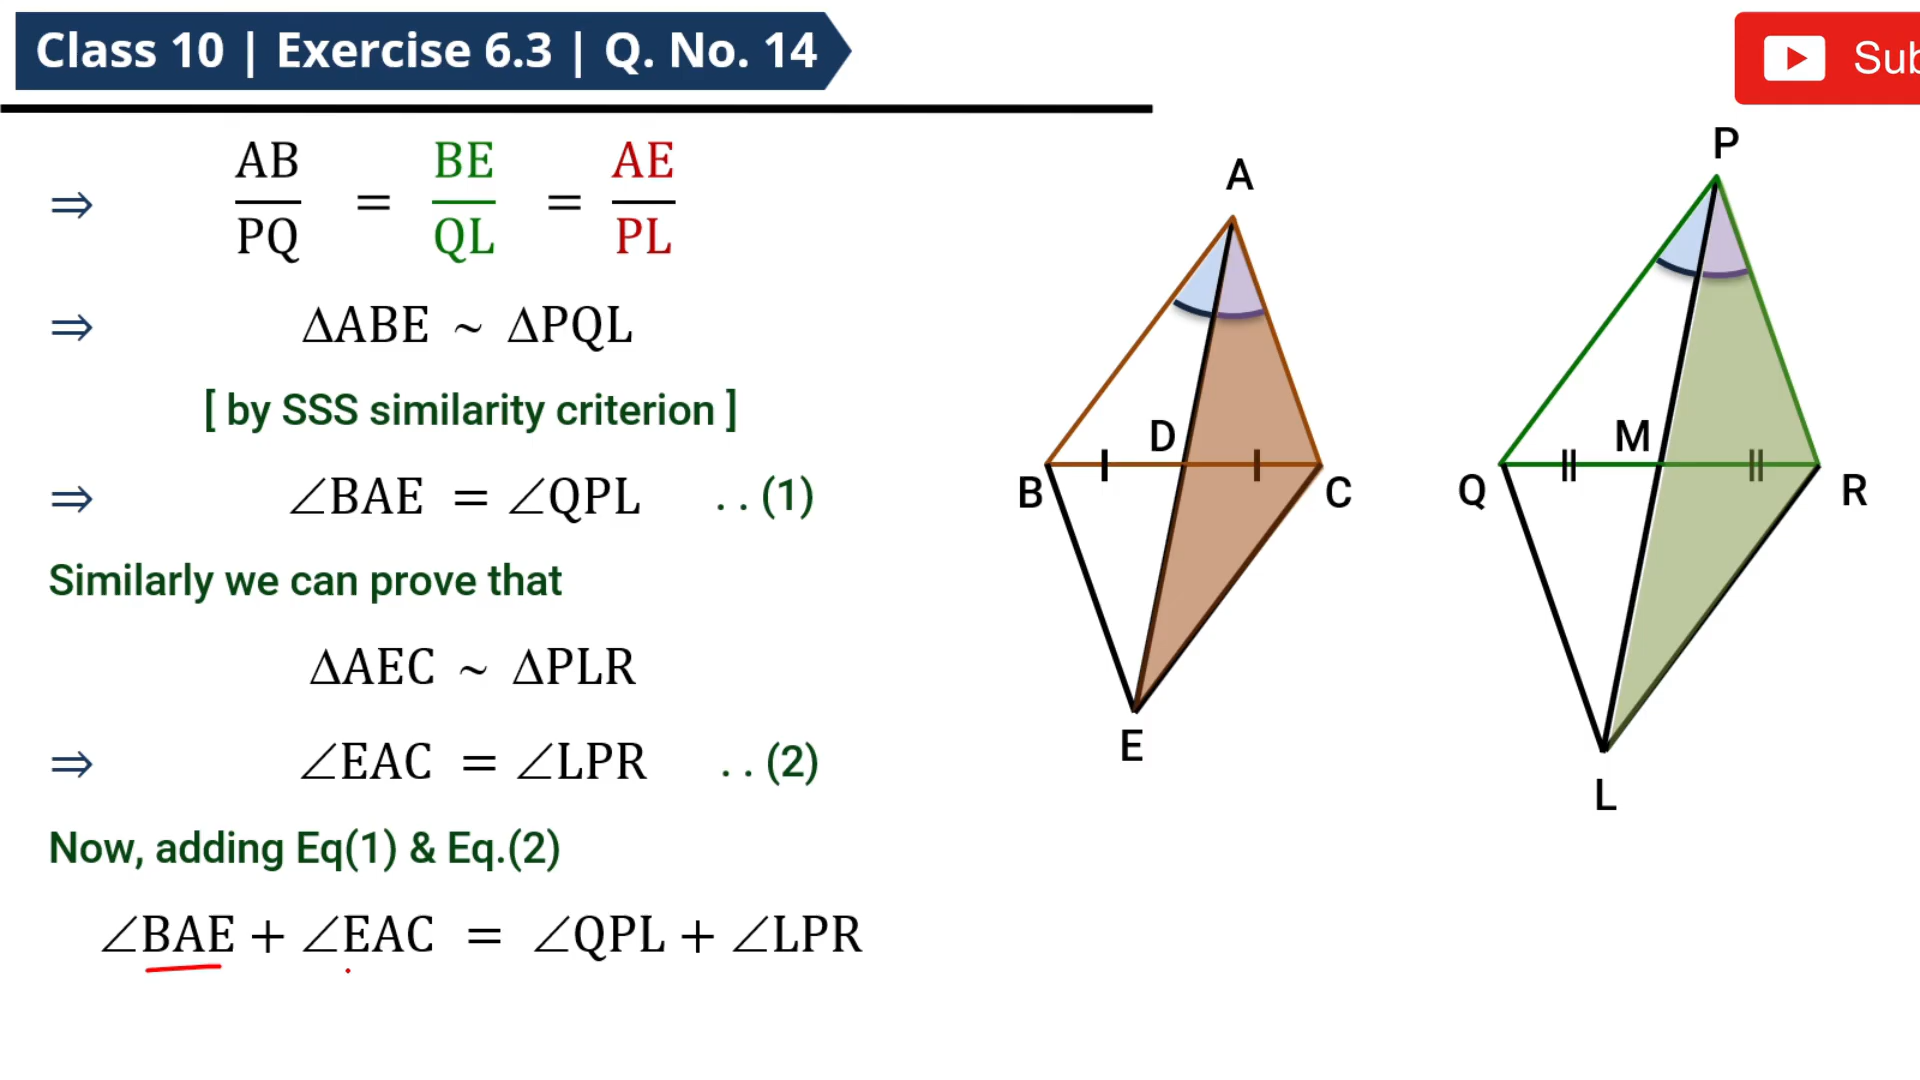 Class 10 | Exercise 6.3 | Q. No. 14
Sub
⇒ AB/PQ = BE/QL = AE/PL
⇒ ΔABE ~ ΔPQL
[ by SSS similarity criterion ]
⇒ ∠BAE = ∠QPL . . (1)
Similarly we can prove that
ΔAEC ~ ΔPLR
⇒ ∠EAC = ∠LPR . . (2)
Now, adding Eq(1) & Eq.(2)
∠BAE + ∠EAC = ∠QPL + ∠LPR
A
D
B
C
E
P
M
Q
R
L